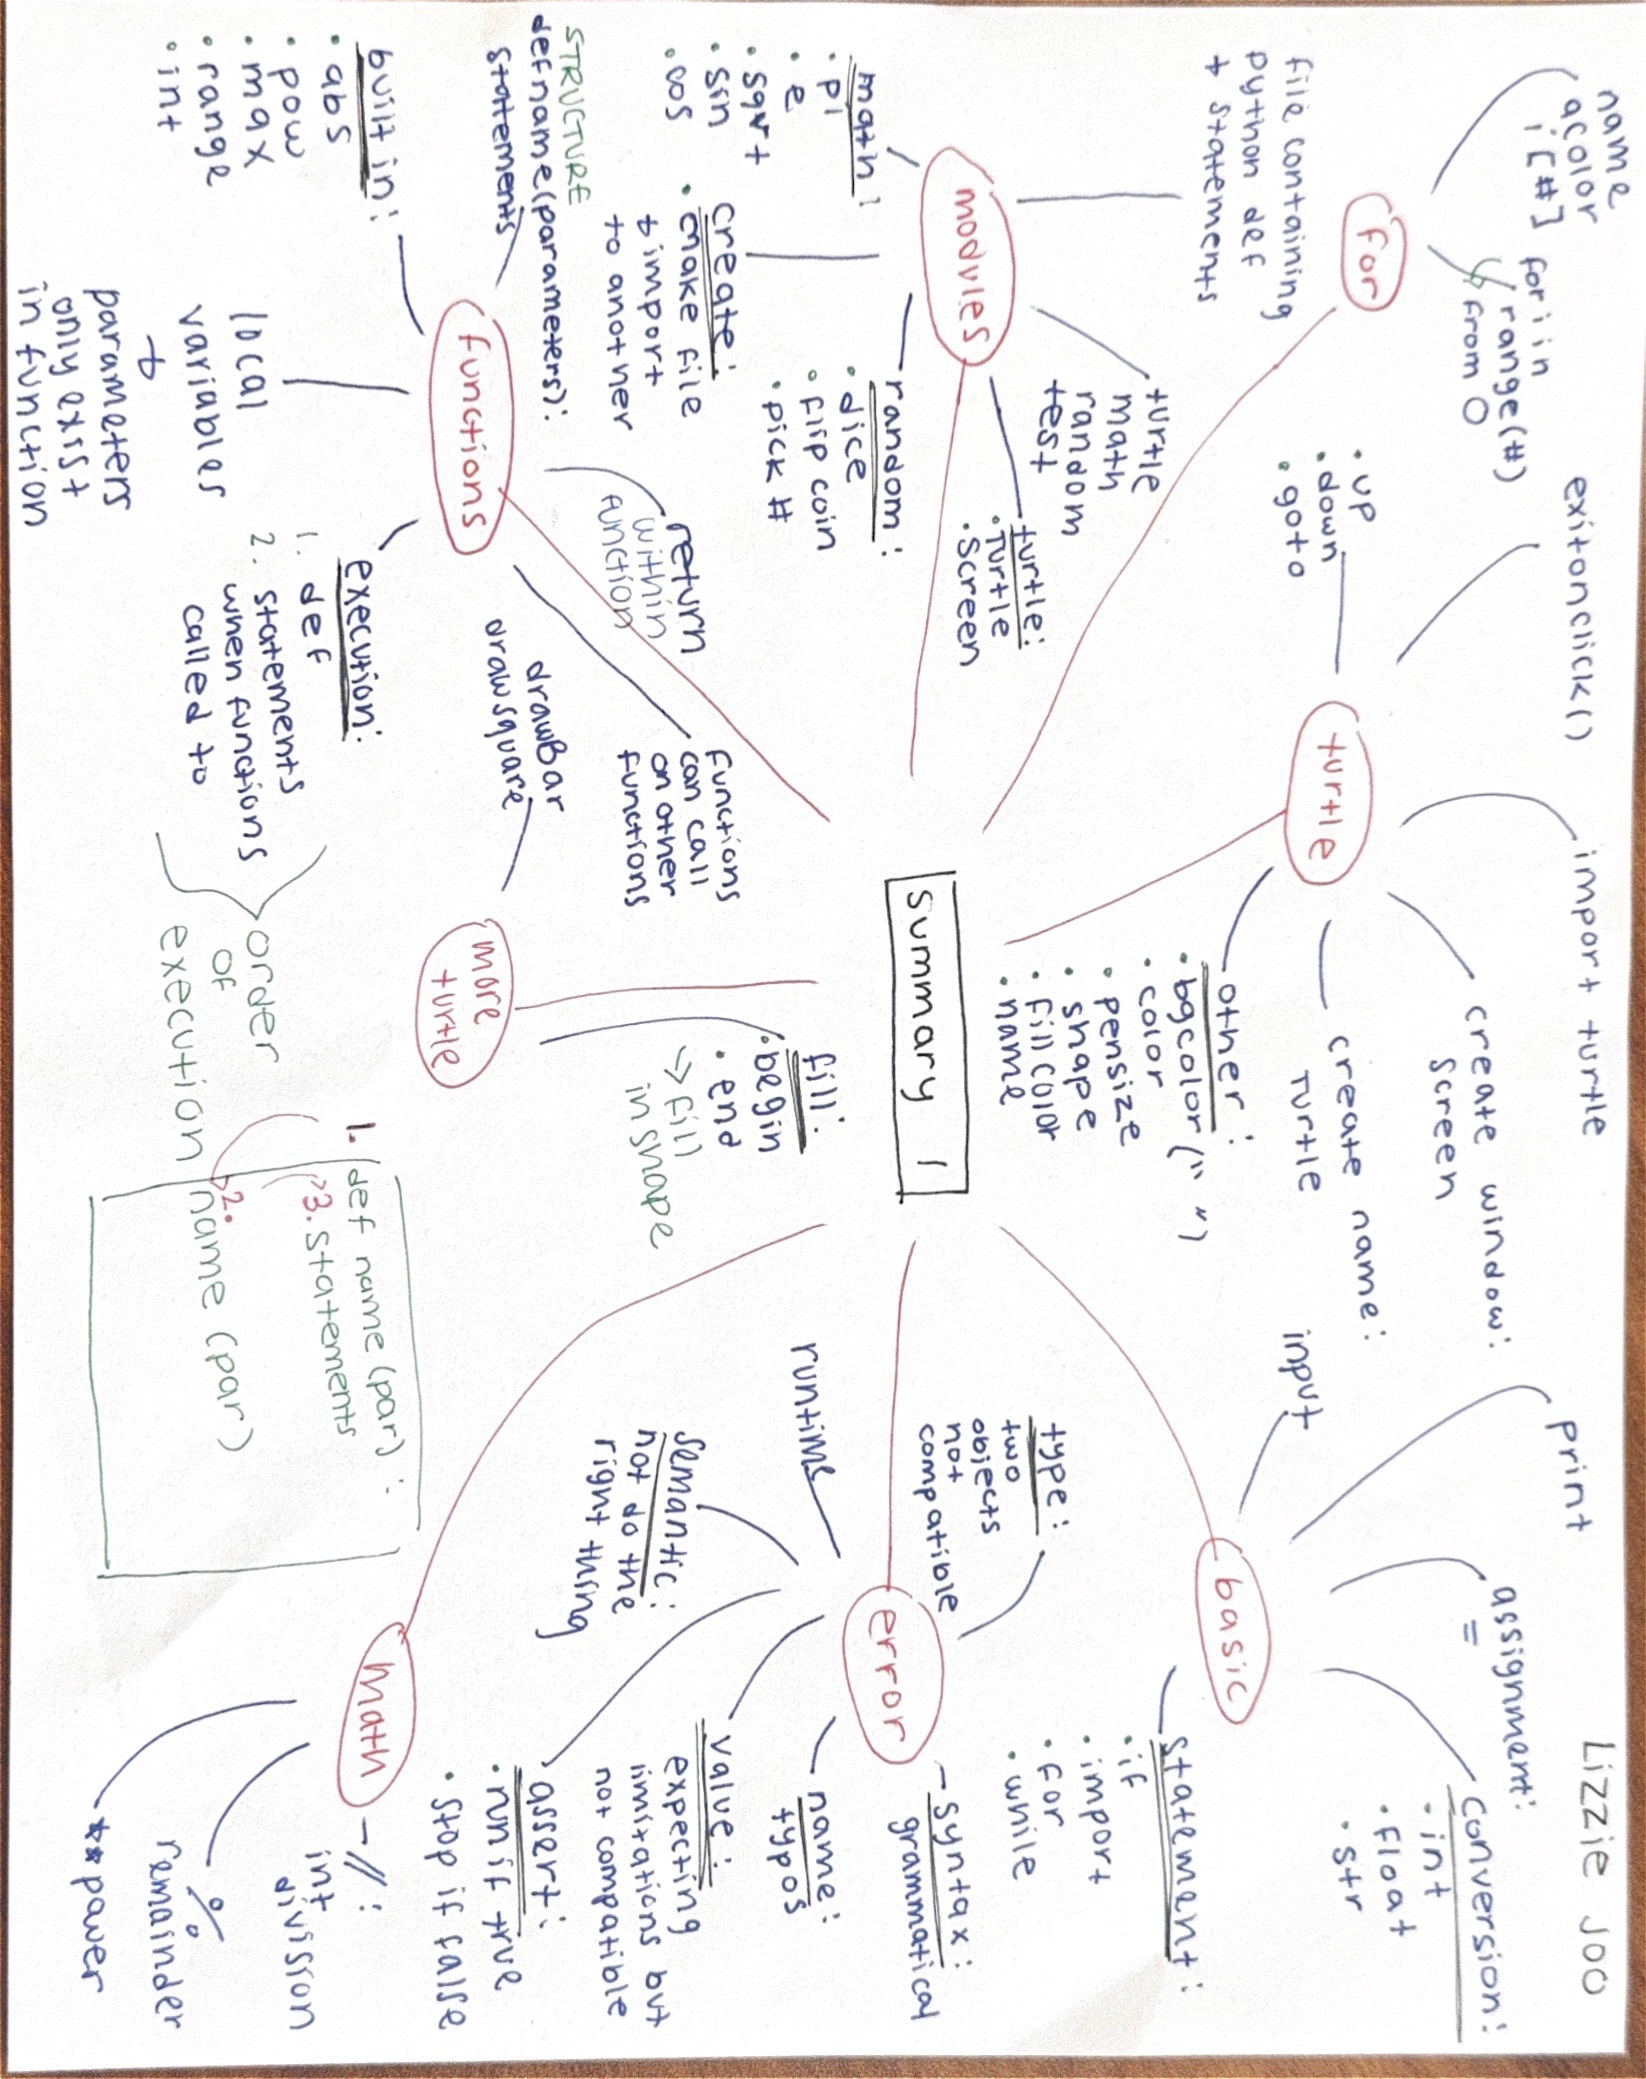 Lizzie Joo
summary 1
for
name
acolor
i [#]
for i in
range(#)
from 0
turtle
• up
• down
• goto
exitonclick()
import turtle
create window:
Screen
create name:
Turtle
other:
• bgcolor(" ")
• color
• pensize
• shape
• fillcolor
• name
basic
input
print
assignment:
=
conversion:
• int
• float
• str
statement:
• if
• import
• for
• while
modules
file containing
python def
+ statements
turtle
math
random
test
turtle:
• Turtle
• Screen
random:
• dice
• flip coin
• pick #
create:
• make file
+ import
to another
math:
• pi
• e
• sqrt
• sin
• cos
error
type:
two
objects
not
compatible
runtime
semantic:
not do the
right thing
syntax:
grammatical
name:
typos
value:
expecting
limitations but
not compatible
assert:
• run if true
• stop if false
functions
STRUCTURE
def name(parameters):
statements
built in:
• abs
• pow
• max
• range
• int
local
variables
+
parameters
only exist
in function
return
within
function
functions
can call
on other
functions
execution:
1. def
2. statements
when functions
called to
order
of
execution
1. def name (par) :
3. statements
2. name (par)
more
turtle
drawBar
drawsquare
fill:
• begin
• end
↳ fill
in shape
math
//:
int
division
%
remainder
** power